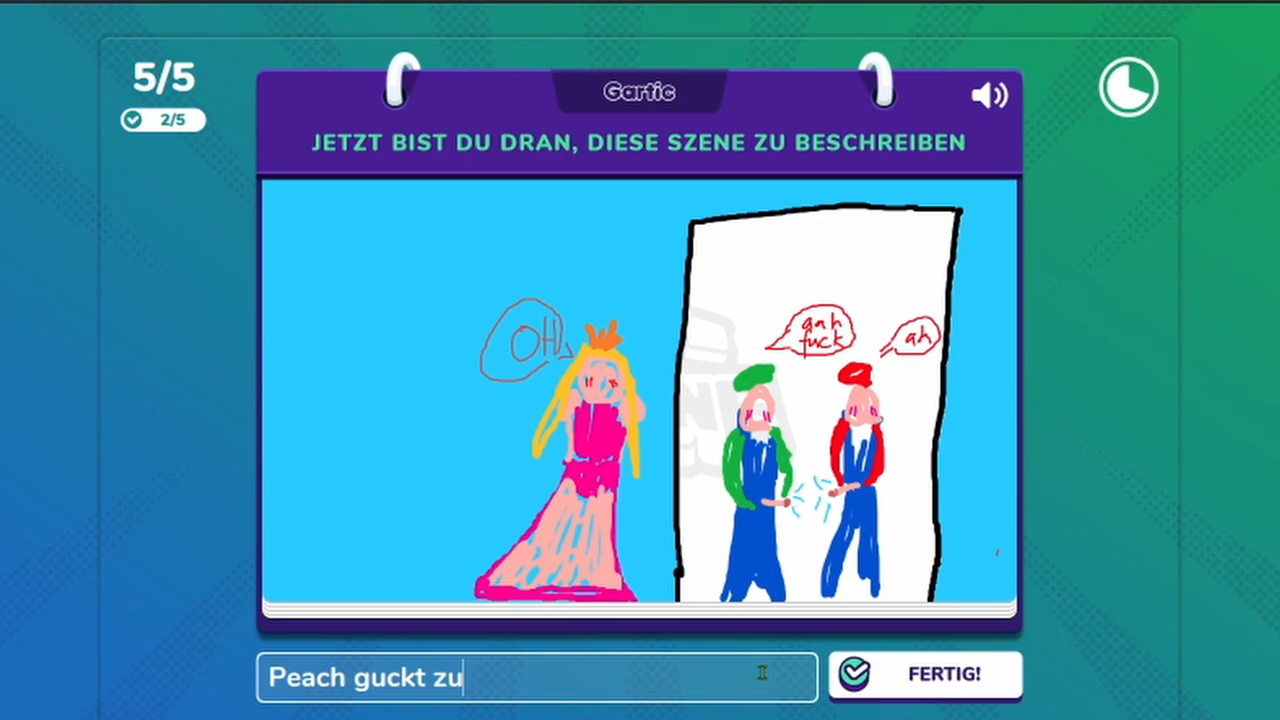 5/5
2/5
Gartic
JETZT BIST DU DRAN, DIESE SZENE ZU BESCHREIBEN
OH
aah
fuck
ah
Peach guckt zu
FERTIG!